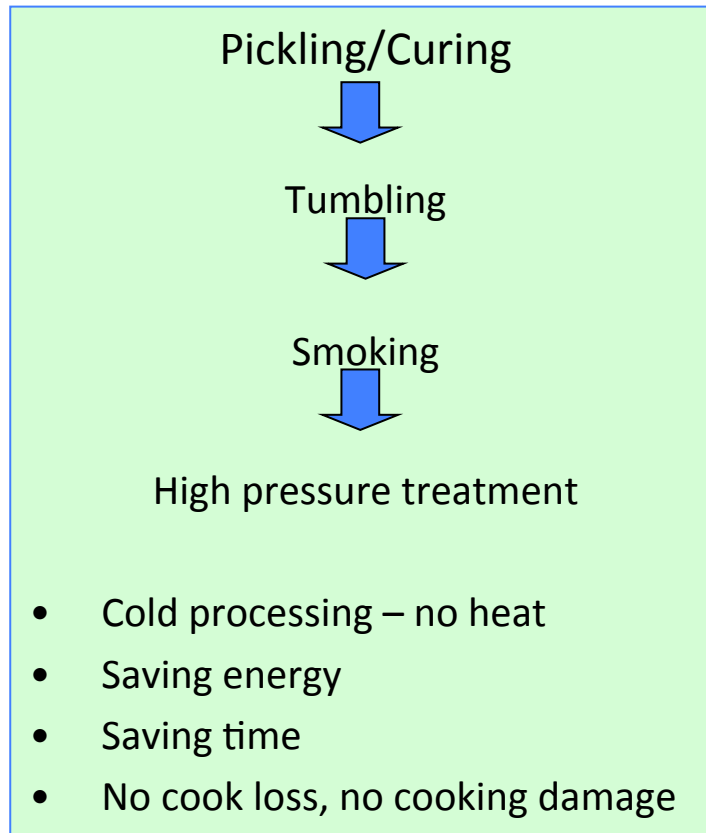 Pickling/Curing
Tumbling
Smoking
High pressure treatment
• Cold processing – no heat
• Saving energy
• Saving time
• No cook loss, no cooking damage